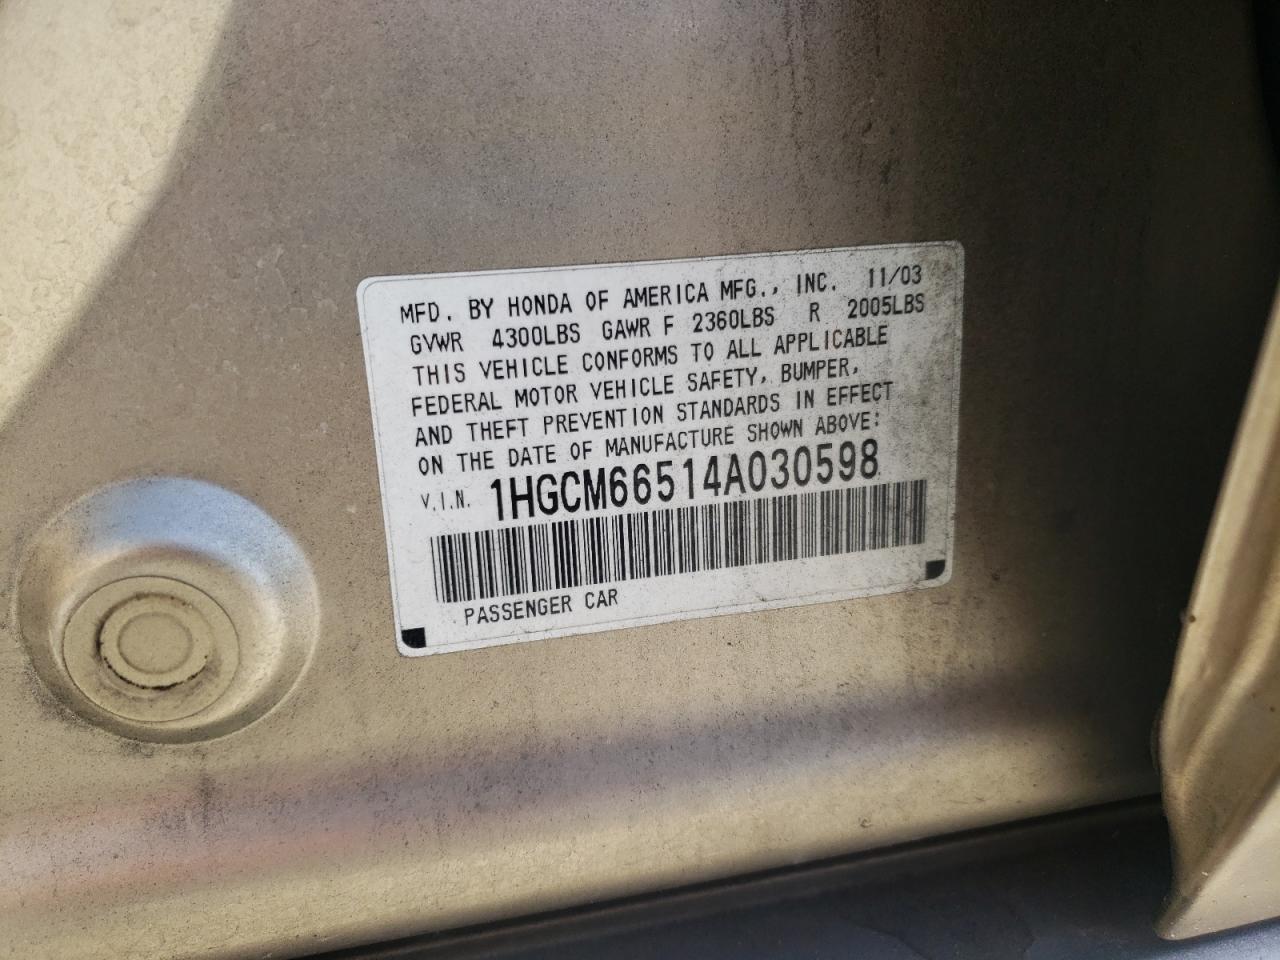 MFD. BY HONDA OF AMERICA MFG., INC. 11/03
GVWR 4300LBS GAWR F 2360LBS R 2005LBS
THIS VEHICLE CONFORMS TO ALL APPLICABLE
FEDERAL MOTOR VEHICLE SAFETY, BUMPER,
AND THEFT PREVENTION STANDARDS IN EFFECT
ON THE DATE OF MANUFACTURE SHOWN ABOVE:
V.I.N. 1HGCM66514A030598
PASSENGER CAR